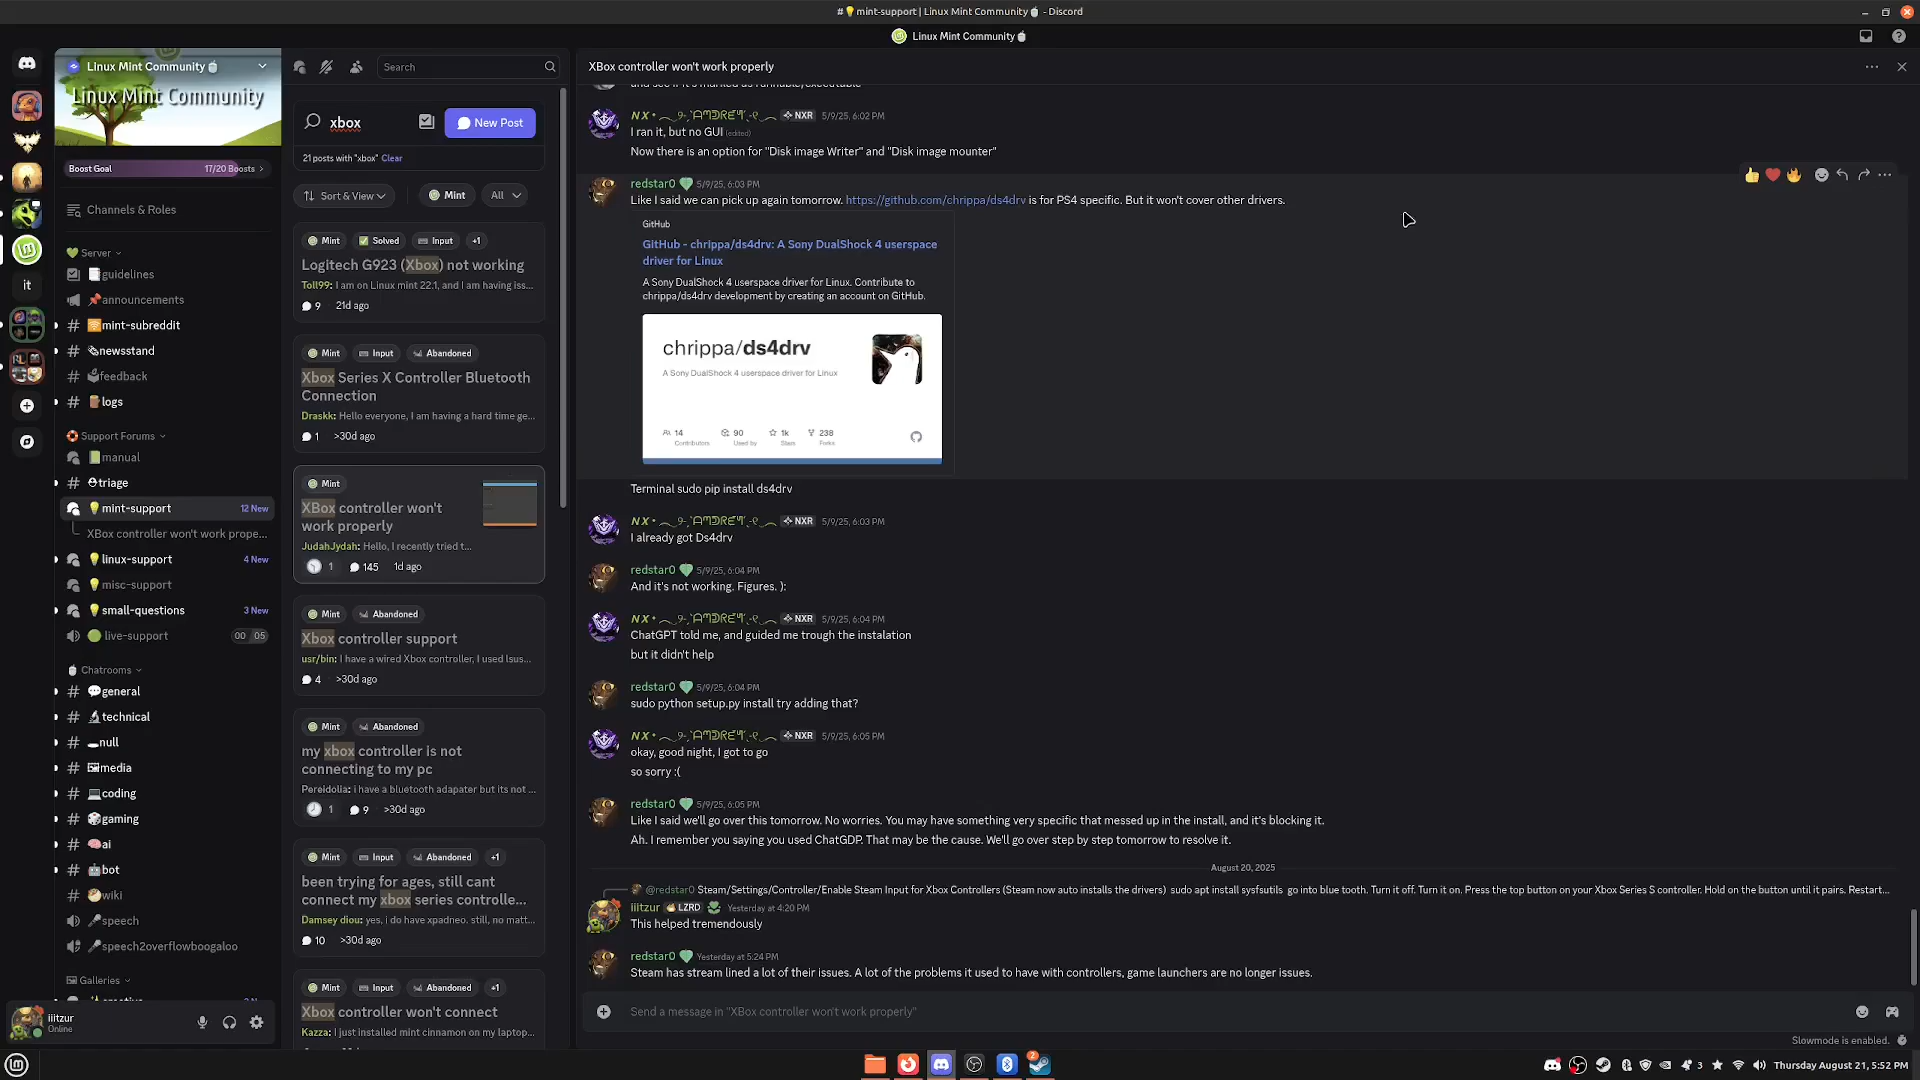 #💡mint-support | Linux Mint Community🍵 - Discord
Linux Mint Community🍵
Linux Mint Community🍵
Linux Mint Community
Boost Goal 17/20 Boosts
Channels & Roles
💚 Server
📑guidelines
📌announcements
🛜mint-subreddit
🗞newsstand
🗳feedback
🪵logs
🛟 Support Forums
📗manual
⛑triage
💡mint-support 12 New
XBox controller won't work prope...
💡linux-support 4 New
💡misc-support
💡small-questions 3 New
🟢 live-support 00 05
🍵 Chatrooms
💬general
🔬technical
🕳null
🖼media
💻coding
🎲gaming
🧠ai
🤖bot
wiki
🎤speech
🎤speech2overflowboogaloo
🖼 Galleries
iiitzur
Online
it
Search
xbox
New Post
21 posts with "xbox" Clear
Sort & View
Mint
All
Mint Solved Input +1
Logitech G923 (Xbox) not working
Toll99: I am on Linux mint 22.1, and I am having iss...
9 21d ago
Mint Input Abandoned
Xbox Series X Controller Bluetooth
Connection
Draskk: Hello everyone, I am having a hard time ge...
1 >30d ago
Mint
XBox controller won't
work properly
JudahJydah: Hello, I recently tried t...
1 145 1d ago
Mint Abandoned
Xbox controller support
usr/bin: I have a wired Xbox controller, I used lsus...
4 >30d ago
Mint Abandoned
my xbox controller is not
connecting to my pc
Pereidolia: i have a bluetooth adapater but its not ...
1 9 >30d ago
Mint Input Abandoned +1
been trying for ages, still cant
connect my xbox series controlle...
Damsey diou: yes, i do have xpadneo. still, no matt...
10 >30d ago
Mint Input Abandoned +1
Xbox controller won't connect
Kazza: I just installed mint cinnamon on my laptop...
XBox controller won't work properly
NXR 5/9/25, 6:02 PM
I ran it, but no GUI (edited)
Now there is an option for "Disk image Writer" and "Disk image mounter"
redstar0 5/9/25, 6:03 PM
Like I said we can pick up again tomorrow. https://github.com/chrippa/ds4drv is for PS4 specific. But it won't cover other drivers.
GitHub
GitHub - chrippa/ds4drv: A Sony DualShock 4 userspace
driver for Linux
A Sony DualShock 4 userspace driver for Linux. Contribute to
chrippa/ds4drv development by creating an account on GitHub.
chrippa/ds4drv
A Sony DualShock 4 userspace driver for Linux
14 90 1k 238
Contributors Used by Stars Forks
Terminal sudo pip install ds4drv
NXR 5/9/25, 6:03 PM
I already got Ds4drv
redstar0 5/9/25, 6:04 PM
And it's not working. Figures. ):
NXR 5/9/25, 6:04 PM
ChatGPT told me, and guided me trough the instalation
but it didn't help
redstar0 5/9/25, 6:04 PM
sudo python setup.py install try adding that?
NXR 5/9/25, 6:05 PM
okay, good night, I got to go
so sorry :(
redstar0 5/9/25, 6:05 PM
Like I said we'll go over this tomorrow. No worries. You may have something very specific that messed up in the install, and it's blocking it.
Ah. I remember you saying you used ChatGDP. That may be the cause. We'll go over step by step tomorrow to resolve it.
August 20, 2025
@redstar0 Steam/Settings/Controller/Enable Steam Input for Xbox Controllers (Steam now auto installs the drivers) sudo apt install sysfsutils go into blue tooth. Turn it off. Turn it on. Press the top button on your Xbox Series S controller. Hold on the button until it pairs. Restart...
iiitzur LZRD Yesterday at 4:20 PM
This helped tremendously
redstar0 Yesterday at 5:24 PM
Steam has stream lined a lot of their issues. A lot of the problems it used to have with controllers, game launchers are no longer issues.
Send a message in "XBox controller won't work properly"
Slowmode is enabled.
2
3
Thursday August 21, 5:52 PM